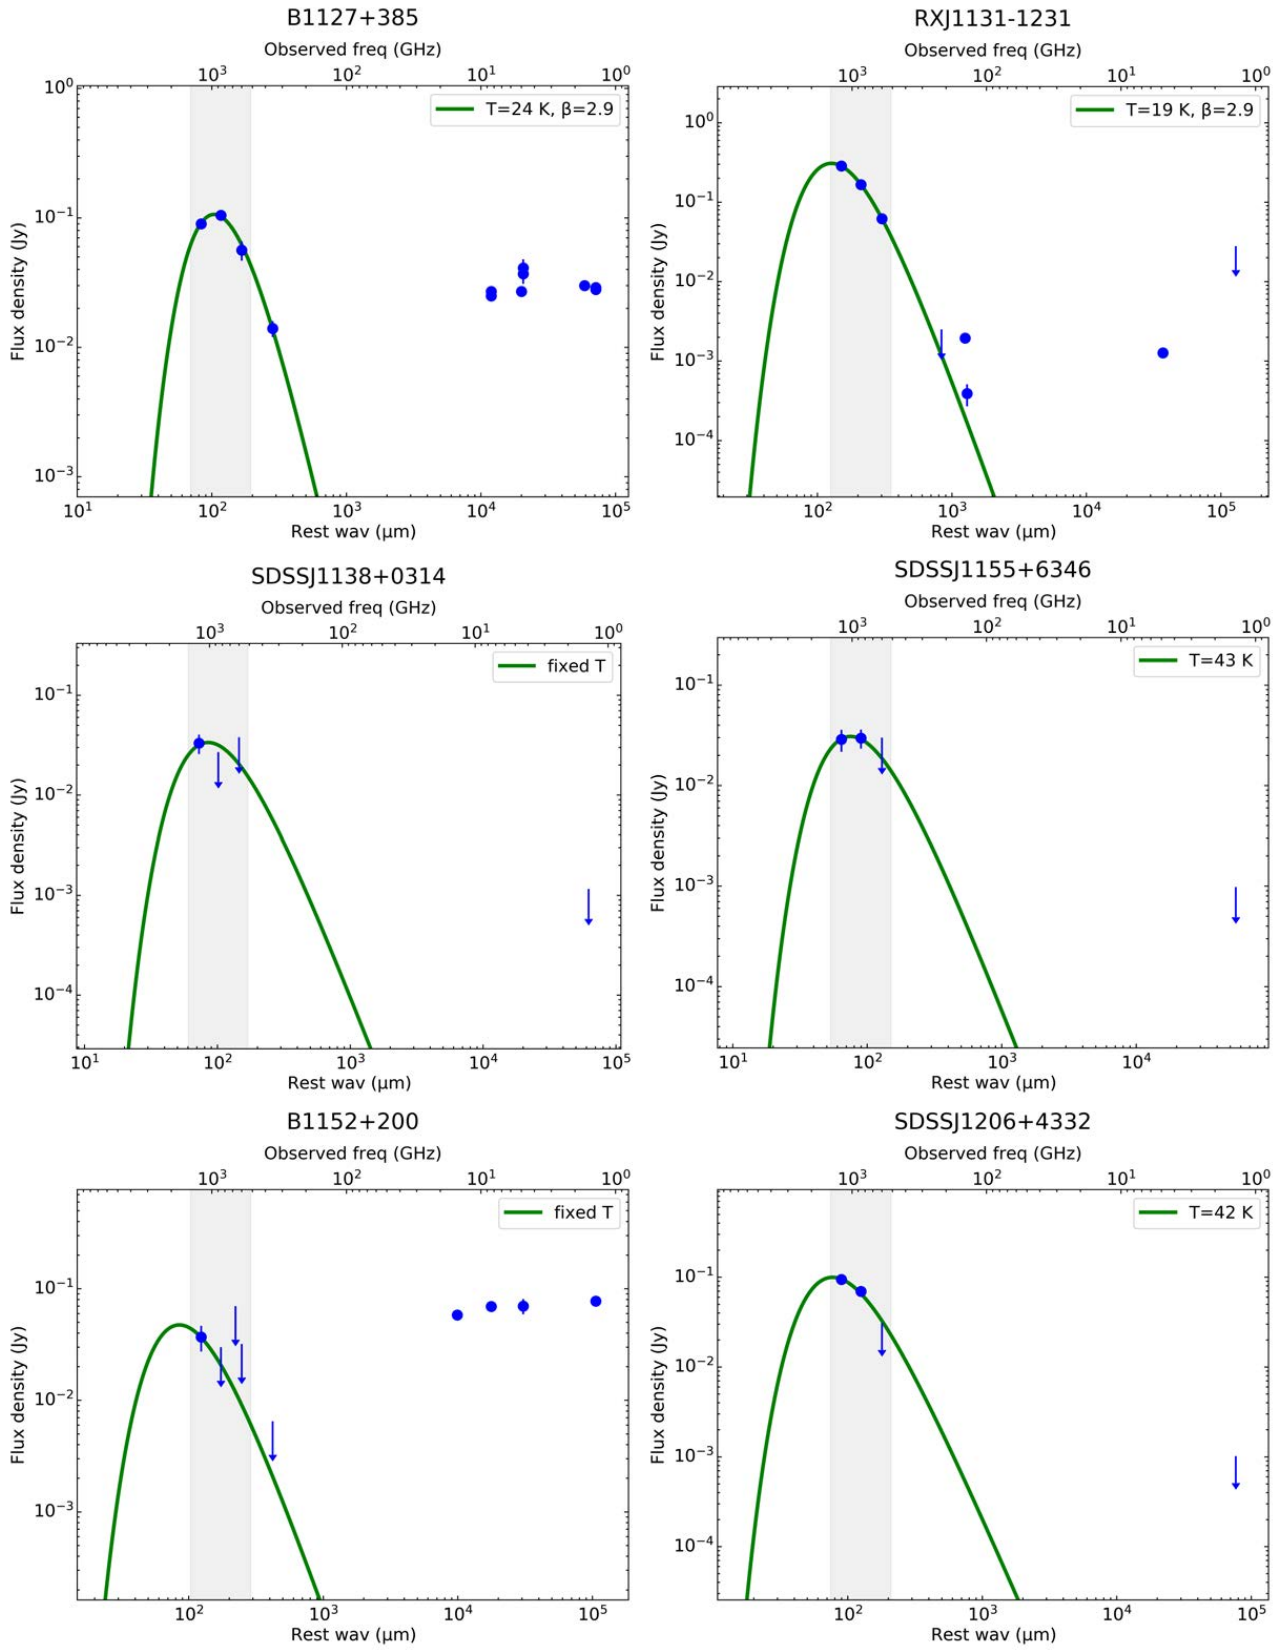 B1127+385
Observed freq (GHz)
10³ 10² 10¹ 10⁰
T=24 K, β=2.9
Flux density (Jy)
10⁰
10⁻¹
10⁻²
10⁻³
10¹ 10² 10³ 10⁴ 10⁵
Rest wav (μm)
RXJ1131-1231
Observed freq (GHz)
10³ 10² 10¹ 10⁰
T=19 K, β=2.9
Flux density (Jy)
10⁰
10⁻¹
10⁻²
10⁻³
10⁻⁴
10² 10³ 10⁴ 10⁵
Rest wav (μm)
SDSSJ1138+0314
Observed freq (GHz)
10³ 10² 10¹ 10⁰
fixed T
Flux density (Jy)
10⁻¹
10⁻²
10⁻³
10⁻⁴
10¹ 10² 10³ 10⁴ 10⁵
Rest wav (μm)
SDSSJ1155+6346
Observed freq (GHz)
10³ 10² 10¹ 10⁰
T=43 K
Flux density (Jy)
10⁻¹
10⁻²
10⁻³
10⁻⁴
10¹ 10² 10³ 10⁴
Rest wav (μm)
B1152+200
Observed freq (GHz)
10³ 10² 10¹ 10⁰
fixed T
Flux density (Jy)
10⁻¹
10⁻²
10⁻³
10² 10³ 10⁴ 10⁵
Rest wav (μm)
SDSSJ1206+4332
Observed freq (GHz)
10³ 10² 10¹ 10⁰
T=42 K
Flux density (Jy)
10⁻¹
10⁻²
10⁻³
10⁻⁴
10² 10³ 10⁴ 10⁵
Rest wav (μm)